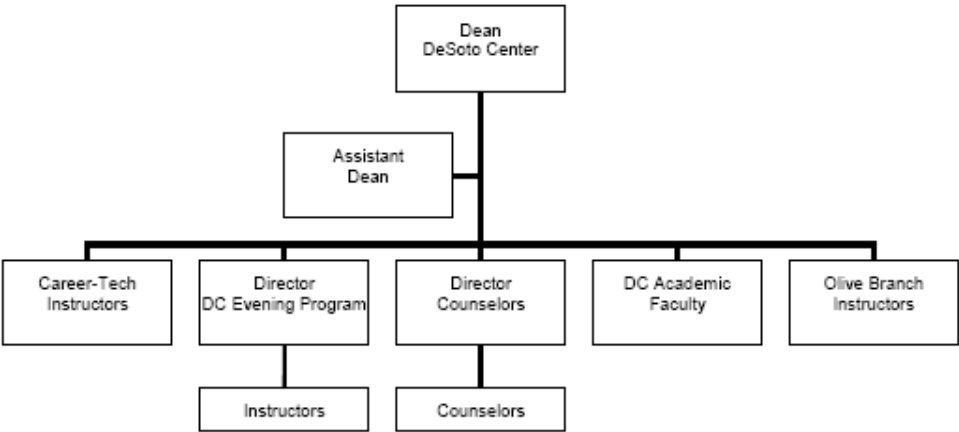 Dean
DeSoto Center
Assistant
Dean
Career-Tech
Instructors
Director
DC Evening Program
Director
Counselors
DC Academic
Faculty
Olive Branch
Instructors
Instructors
Counselors